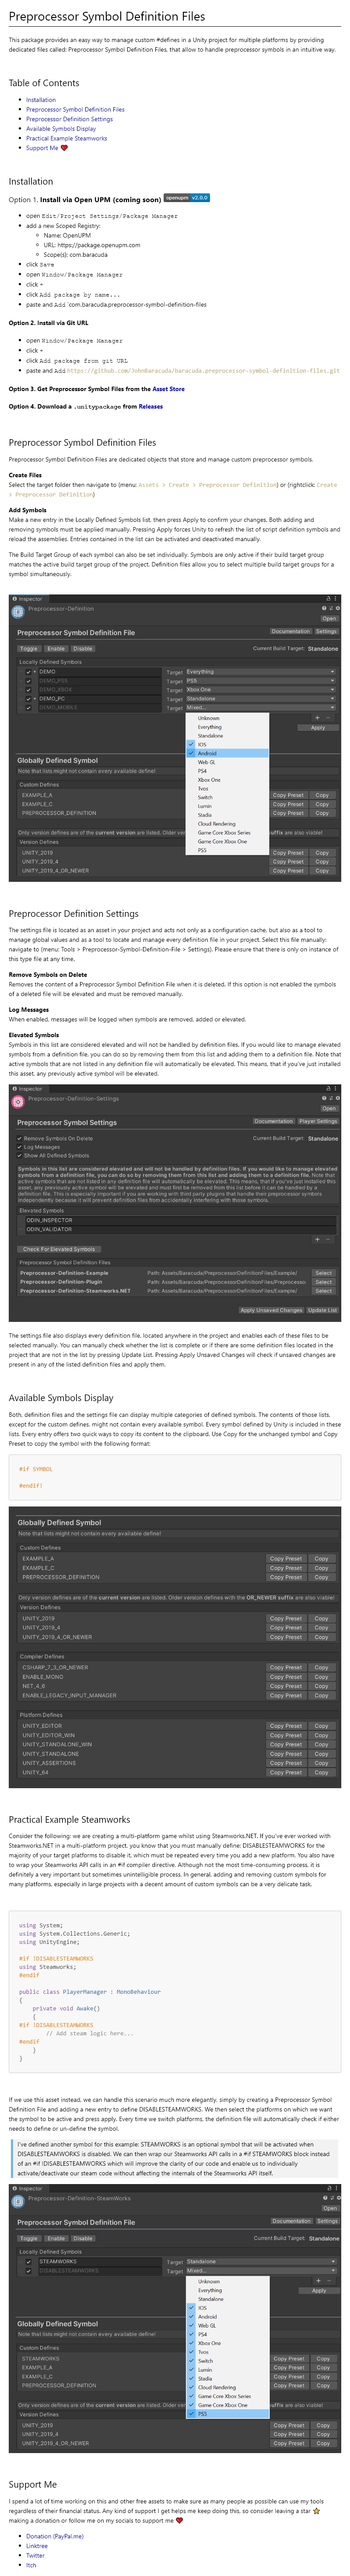 Preprocessor Symbol Definition Files
This package provides an easy way to manage custom #defines in a Unity project for multiple platforms by providing
dedicated files called: Preprocessor Symbol Definition Files. that allow to handle preprocessor symbols in an intuitive way.
Table of Contents
Installation
Preprocessor Symbol Definition Files
Preprocessor Definition Settings
Available Symbols Display
Practical Example Steamworks
Support Me ❤️
Installation
Option 1. Install via Open UPM (coming soon) openupm v2.0.0
open Edit/Project Settings/Package Manager
add a new Scoped Registry:
Name: OpenUPM
URL: https://package.openupm.com
Scope(s): com.baracuda
click Save
open Window/Package Manager
click +
click Add package by name...
paste and Add `com.baracuda.preprocessor-symbol-definition-files
Option 2. Install via Git URL
open Window/Package Manager
click +
click Add package from git URL
paste and Add https://github.com/JohnBaracuda/baracuda.preprocessor-symbol-definition-files.git
Option 3. Get Preprocessor Symbol Files from the Asset Store
Option 4. Download a .unitypackage from Releases
Preprocessor Symbol Definition Files
Preprocessor Symbol Definition Files are dedicated objects that store and manage custom preprocessor symbols.
Create Files
Select the target folder then navigate to (menu: Assets > Create > Preprocessor Definition) or (rightclick: Create
> Preprocessor Definition)
Add Symbols
Make a new entry in the Locally Defined Symbols list, then press Apply to confirm your changes. Both adding and
removing symbols must be applied manually. Pressing Apply forces Unity to refresh the list of script definition symbols and
reload the assemblies. Entries contained in the list can be activated and deactivated manually.
The Build Target Group of each symbol can also be set individually. Symbols are only active if their build target group
matches the active build target group of the project. Definition files allow you to select multiple build target groups for a
symbol simultaneously.
Inspector
Preprocessor-Definition
Open
Preprocessor Symbol Definition File
Documentation Settings
Toggle Enable Disable
Current Build Target: Standalone
Locally Defined Symbols
DEMO Target Everything
DEMO_PS5 Target PS5
DEMO_XBOX Target Xbox One
DEMO_PC Target Standalone
DEMO_MOBILE Target Mixed...
Unknown
Everything
Standalone
IOS
Android
Web GL
PS4
Xbox One
Tvos
Switch
Lumin
Stadia
Cloud Rendering
Game Core Xbox Series
Game Core Xbox One
PS5
+ −
Apply
Globally Defined Symbol
Note that lists might not contain every available define!
Custom Defines
EXAMPLE_A Copy Preset Copy
EXAMPLE_C Copy Preset Copy
PREPROCESSOR_DEFINITION Copy Preset Copy
Only version defines are of the current version are listed. Older ver suffix are also viable!
Version Defines
UNITY_2019 Copy Preset Copy
UNITY_2019_4 Copy Preset Copy
UNITY_2019_4_OR_NEWER Copy Preset Copy
Preprocessor Definition Settings
The settings file is located as an asset in your project and acts not only as a configuration cache, but also as a tool to
manage global values and as a tool to locate and manage every definition file in your project. Select this file manually:
navigate to (menu: Tools > Preprocessor-Definition-File > Settings). Please ensure that there is only on instance of
this type file at any time.
Remove Symbols on Delete
Removes the content of a Preprocessor Symbol Definition File when it is deleted. If this option is not enabled the symbols
of a deleted file will be elevated and must be removed manually.
Log Messages
When enabled, messages will be logged when symbols are removed, added or elevated.
Elevated Symbols
Symbols in this list are considered elevated and will not be handled by definition files. If you would like to manage elevated
symbols from a definition file, you can do so by removing them from this list and adding them to a definition file. Note that
active symbols that are not listed in any definition file will automatically be elevated. This means, that if you've just installed
this asset, any previously active symbol will be elevated.
Inspector
Preprocessor-Definition-Settings
Open
Preprocessor Symbol Settings
Documentation Player Settings
Remove Symbols On Delete
Current Build Target: Standalone
Log Messages
Show All Defined Symbols
Symbols in this list are considered elevated and will not be handled by definition files. If you would like to manage elevated
symbols from a definition file, you can do so by removing them from this list and adding them to a definition file. Note that
active symbols that are not listed in any definition file will automatically be elevated. This means, that if you've just installed
this asset, any previously active symbol will be elevated and must first be removed from this list before it can be handled by a
definition file. This is especially important if you are working with third party plugins that handle their preprocessor symbols
independently because it will prevent definition files from accidentally interfering with those symbols.
Elevated Symbols
ODIN_INSPECTOR
ODIN_VALIDATOR
+ −
Check For Elevated Symbols
Preprocessor Symbol Definition Files
Preprocessor-Definition-Example Path: Assets/Baracuda/PreprocessorDefinitionFiles/Example/ Select
Preprocessor-Definition-Plugin Path: Assets/Baracuda/PreprocessorDefinitionFiles/Preprocessor Select
Preprocessor-Definition-Steamworks.NET Path: Assets/Baracuda/PreprocessorDefinitionFiles/Example/ Select
Apply Unsaved Changes Update List
The settings file also displays every definition file, located anywhere in the project and enables each of these files to be
selected manually. You can manually check whether the list is complete or if there are some definition files located in the
project that are not in the list by pressing Update List. Pressing Apply Unsaved Changes will check if unsaved changes are
present in any of the listed definition files and apply them.
Available Symbols Display
Both, definition files and the settings file can display multiple categories of defined symbols. The contents of these lists,
except for the custom defines, might not contain every available symbol. Every symbol defined by Unity is included in these
lists. Every entry offers two quick ways to copy its content to the clipboard. Use Copy for the unchanged symbol and Copy
Preset to copy the symbol with the following format:
#if SYMBOL
#endif!
Globally Defined Symbol
Note that lists might not contain every available define!
Custom Defines
EXAMPLE_A Copy Preset Copy
EXAMPLE_C Copy Preset Copy
PREPROCESSOR_DEFINITION Copy Preset Copy
Only version defines are of the current version are listed. Older version defines with the OR_NEWER suffix are also viable!
Version Defines
UNITY_2019 Copy Preset Copy
UNITY_2019_4 Copy Preset Copy
UNITY_2019_4_OR_NEWER Copy Preset Copy
Compiler Defines
CSHARP_7_3_OR_NEWER Copy Preset Copy
ENABLE_MONO Copy Preset Copy
NET_4_6 Copy Preset Copy
ENABLE_LEGACY_INPUT_MANAGER Copy Preset Copy
Platform Defines
UNITY_EDITOR Copy Preset Copy
UNITY_EDITOR_WIN Copy Preset Copy
UNITY_STANDALONE_WIN Copy Preset Copy
UNITY_STANDALONE Copy Preset Copy
UNITY_ASSERTIONS Copy Preset Copy
UNITY_64 Copy Preset Copy
Practical Example Steamworks
Consider the following: we are creating a multi-platform game whilst using Steamworks.NET. If you've ever worked with
Steamworks.NET in a multi-platform project, you know that you must manually define: DISABLESTEAMWORKS for the
majority of your target platforms to disable it, which must be repeated every time you add a new platform. You also have
to wrap your Steamworks API calls in an #if compiler directive. Although not the most time-consuming process, it is
definitely a very important but sometimes unintelligible process. In general, adding and removing custom symbols for
many platforms, especially in large projects with a decent amount of custom symbols can be a very delicate task.
using System;
using System.Collections.Generic;
using UnityEngine;
#if !DISABLESTEAMWORKS
using Steamworks;
#endif
public class PlayerManager : MonoBehaviour
{
private void Awake()
{
#if !DISABLESTEAMWORKS
// Add steam logic here...
#endif
}
}
If we use this asset instead, we can handle this scenario much more elegantly, simply by creating a Preprocessor Symbol
Definition File and adding a new entry to define DISABLESTEAMWORKS. We then select the platforms on which we want
the symbol to be active and press apply. Every time we switch platforms, the definition file will automatically check if either
needs to define or un-define the symbol.
I've defined another symbol for this example: STEAMWORKS is an optional symbol that will be activated when
DISABLESTEAMWORKS is disabled. We can then wrap our Steamworks API calls in a #if STEAMWORKS block instead
of an #if !DISABLESTEAMWORKS which will improve the clarity of our code and enable us to individually
activate/deactivate our steam code without affecting the internals of the Steamworks API itself.
Inspector
Preprocessor-Definition-SteamWorks
Open
Preprocessor Symbol Definition File
Documentation Settings
Toggle Enable Disable
Current Build Target: Standalone
Locally Defined Symbols
STEAMWORKS Target Standalone
DISABLESTEAMWORKS Target Mixed...
Unknown
Everything
Standalone
IOS
Android
Web GL
PS4
Xbox One
Tvos
Switch
Lumin
Stadia
Cloud Rendering
Game Core Xbox Series
Game Core Xbox One
PS5
+ −
Apply
Globally Defined Symbol
Note that lists might not contain every available define!
Custom Defines
STEAMWORKS Copy Preset Copy
EXAMPLE_A Copy Preset Copy
EXAMPLE_C Copy Preset Copy
PREPROCESSOR_DEFINITION Copy Preset Copy
Only version defines are of the current version are listed. Older ver uffix are also viable!
Version Defines
UNITY_2019 Copy Preset Copy
UNITY_2019_4 Copy Preset Copy
UNITY_2019_4_OR_NEWER Copy Preset Copy
Support Me
I spend a lot of time working on this and other free assets to make sure as many people as possible can use my tools
regardless of their financial status. Any kind of support I get helps me keep doing this, so consider leaving a star ⭐
making a donation or follow me on my socials to support me ❤️
Donation (PayPal.me)
Linktree
Twitter
Itch